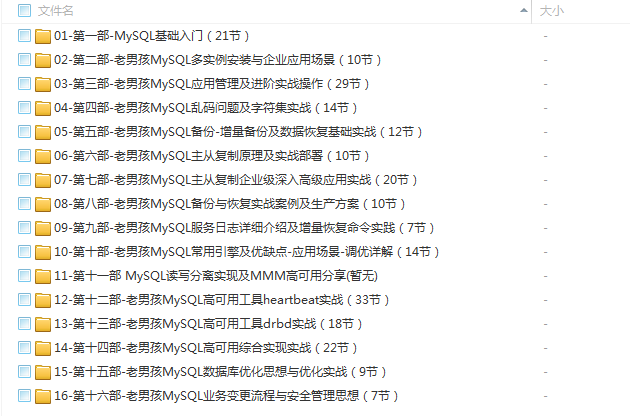 文件名 大小
01-第一部-MySQL基础入门（21节） -
02-第二部-老男孩MySQL多实例安装与企业应用场景（10节） -
03-第三部-老男孩MySQL应用管理及进阶实战操作（29节） -
04-第四部-老男孩MySQL乱码问题及字符集实战（14节） -
05-第五部-老男孩MySQL备份-增量备份及数据恢复基础实战（12节） -
06-第六部-老男孩MySQL主从复制原理及实战部署（10节） -
07-第七部-老男孩MySQL主从复制企业级深入高级应用实战（20节） -
08-第八部-老男孩MySQL备份与恢复实战案例及生产方案（10节） -
09-第九部-老男孩MySQL服务日志详细介绍及增量恢复命令实践（7节） -
10-第十部-老男孩MySQL常用引擎及优缺点-应用场景-调优详解（14节） -
11-第十一部 MySQL读写分离实现及MMM高可用分享(暂无) -
12-第十二部-老男孩MySQL高可用工具heartbeat实战（33节） -
13-第十三部-老男孩MySQL高可用工具drbd实战（18节） -
14-第十四部-老男孩MySQL高可用综合实现实战（22节） -
15-第十五部-老男孩MySQL数据库优化思想与优化实战（9节） -
16-第十六部-老男孩MySQL业务变更流程与安全管理思想（7节） -